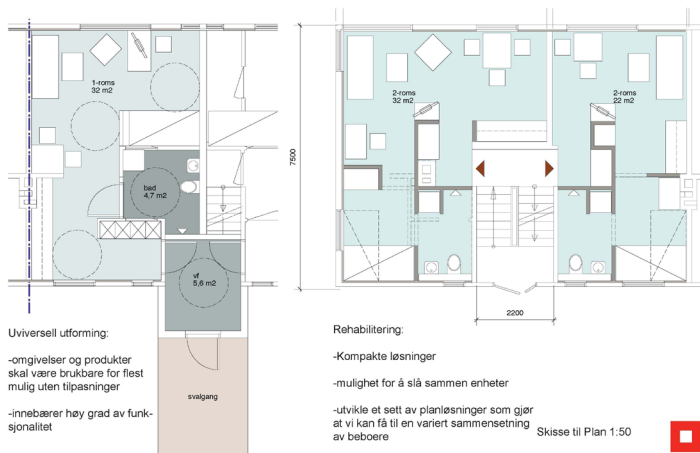 1-roms
32 m2
bad
4,7 m2
vf
5,6 m2
svalgang
Uviversell utforming:
-omgivelser og produkter
skal være brukbare for flest
mulig uten tilpasninger
-innebærer høy grad av funk-
sjonalitet
7500
2-roms
32 m2
2-roms
22 m2
2200
Rehabilitering:
-Kompakte løsninger
-mulighet for å slå sammen enheter
-utvikle et sett av planløsninger som gjør
at vi kan få til en variert sammensetning
av beboere
Skisse til Plan 1:50